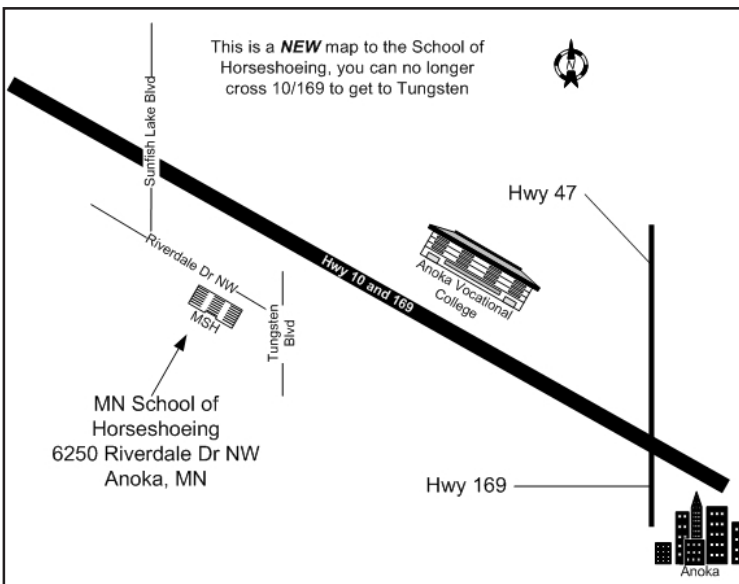 This is a NEW map to the School of
Horseshoeing, you can no longer
cross 10/169 to get to Tungsten
N
Sunfish Lake Blvd
Hwy 47
Riverdale Dr NW
Hwy 10 and 169
Anoka Vocational
College
MSH
Tungsten
Blvd
MN School of
Horseshoeing
6250 Riverdale Dr NW
Anoka, MN
Hwy 169
Anoka